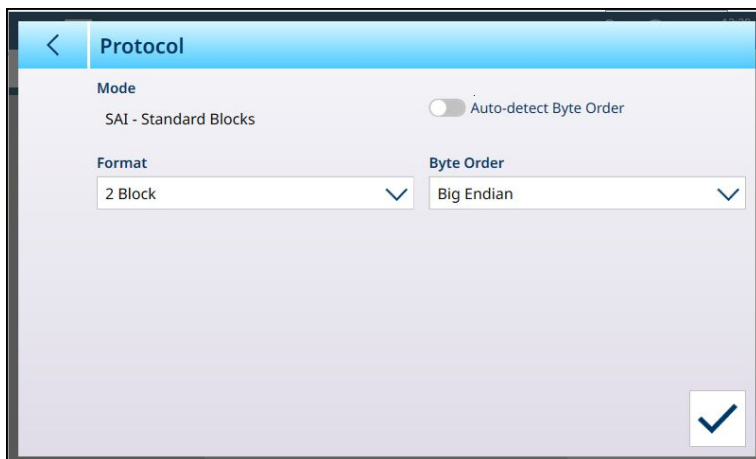 Protocol
Mode
SAI - Standard Blocks
Auto-detect Byte Order
Format
Byte Order
2 Block
Big Endian